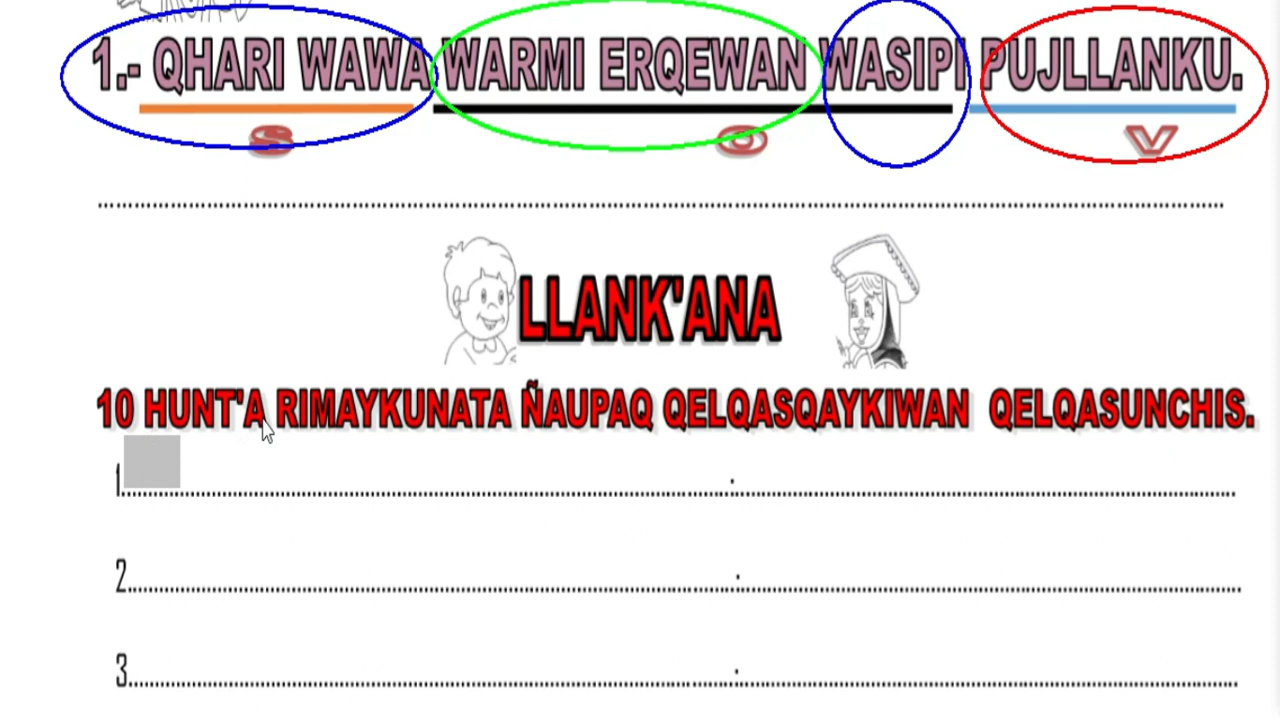 1.- QHARI WAWA WARMI ERQEWAN WASIPI PUJLLANKU.
S O V
LLANK'ANA
10 HUNT'A RIMAYKUNATA ÑAUPAQ QELQASQAYKIWAN QELQASUNCHIS.
1
2
3